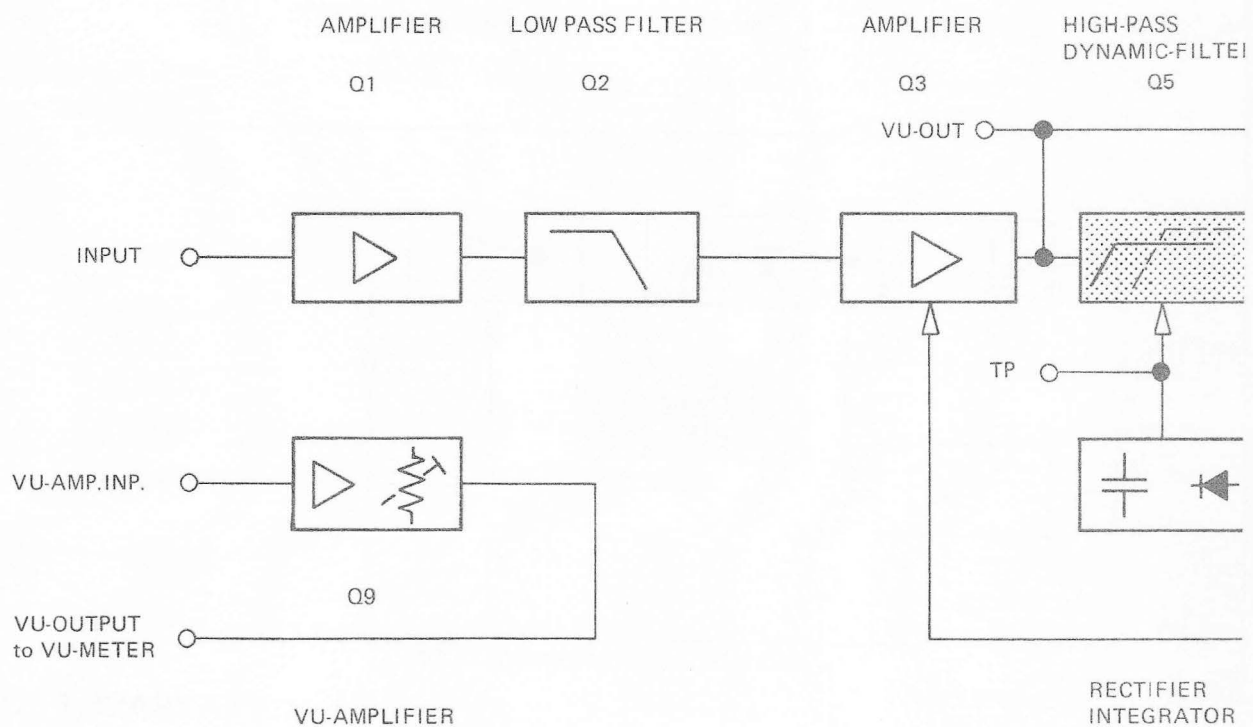 AMPLIFIER
LOW PASS FILTER
AMPLIFIER
HIGH-PASS
DYNAMIC-FILTE
Q1
Q2
Q3
Q5
VU-OUT
INPUT
TP
VU-AMP.INP.
Q9
VU-OUTPUT
to VU-METER
RECTIFIER
INTEGRATOR
VU-AMPLIFIER